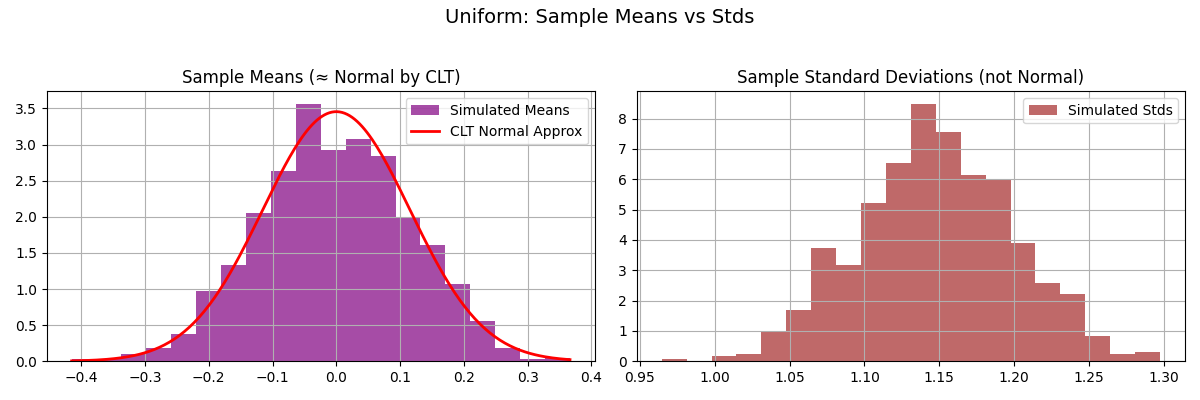 Uniform: Sample Means vs Stds
Sample Means (≈ Normal by CLT)
Simulated Means
CLT Normal Approx
3.5
3.0
2.5
2.0
1.5
1.0
0.5
0.0
−0.4 −0.3 −0.2 −0.1 0.0 0.1 0.2 0.3 0.4
Sample Standard Deviations (not Normal)
Simulated Stds
8
7
6
5
4
3
2
1
0
0.95 1.00 1.05 1.10 1.15 1.20 1.25 1.30